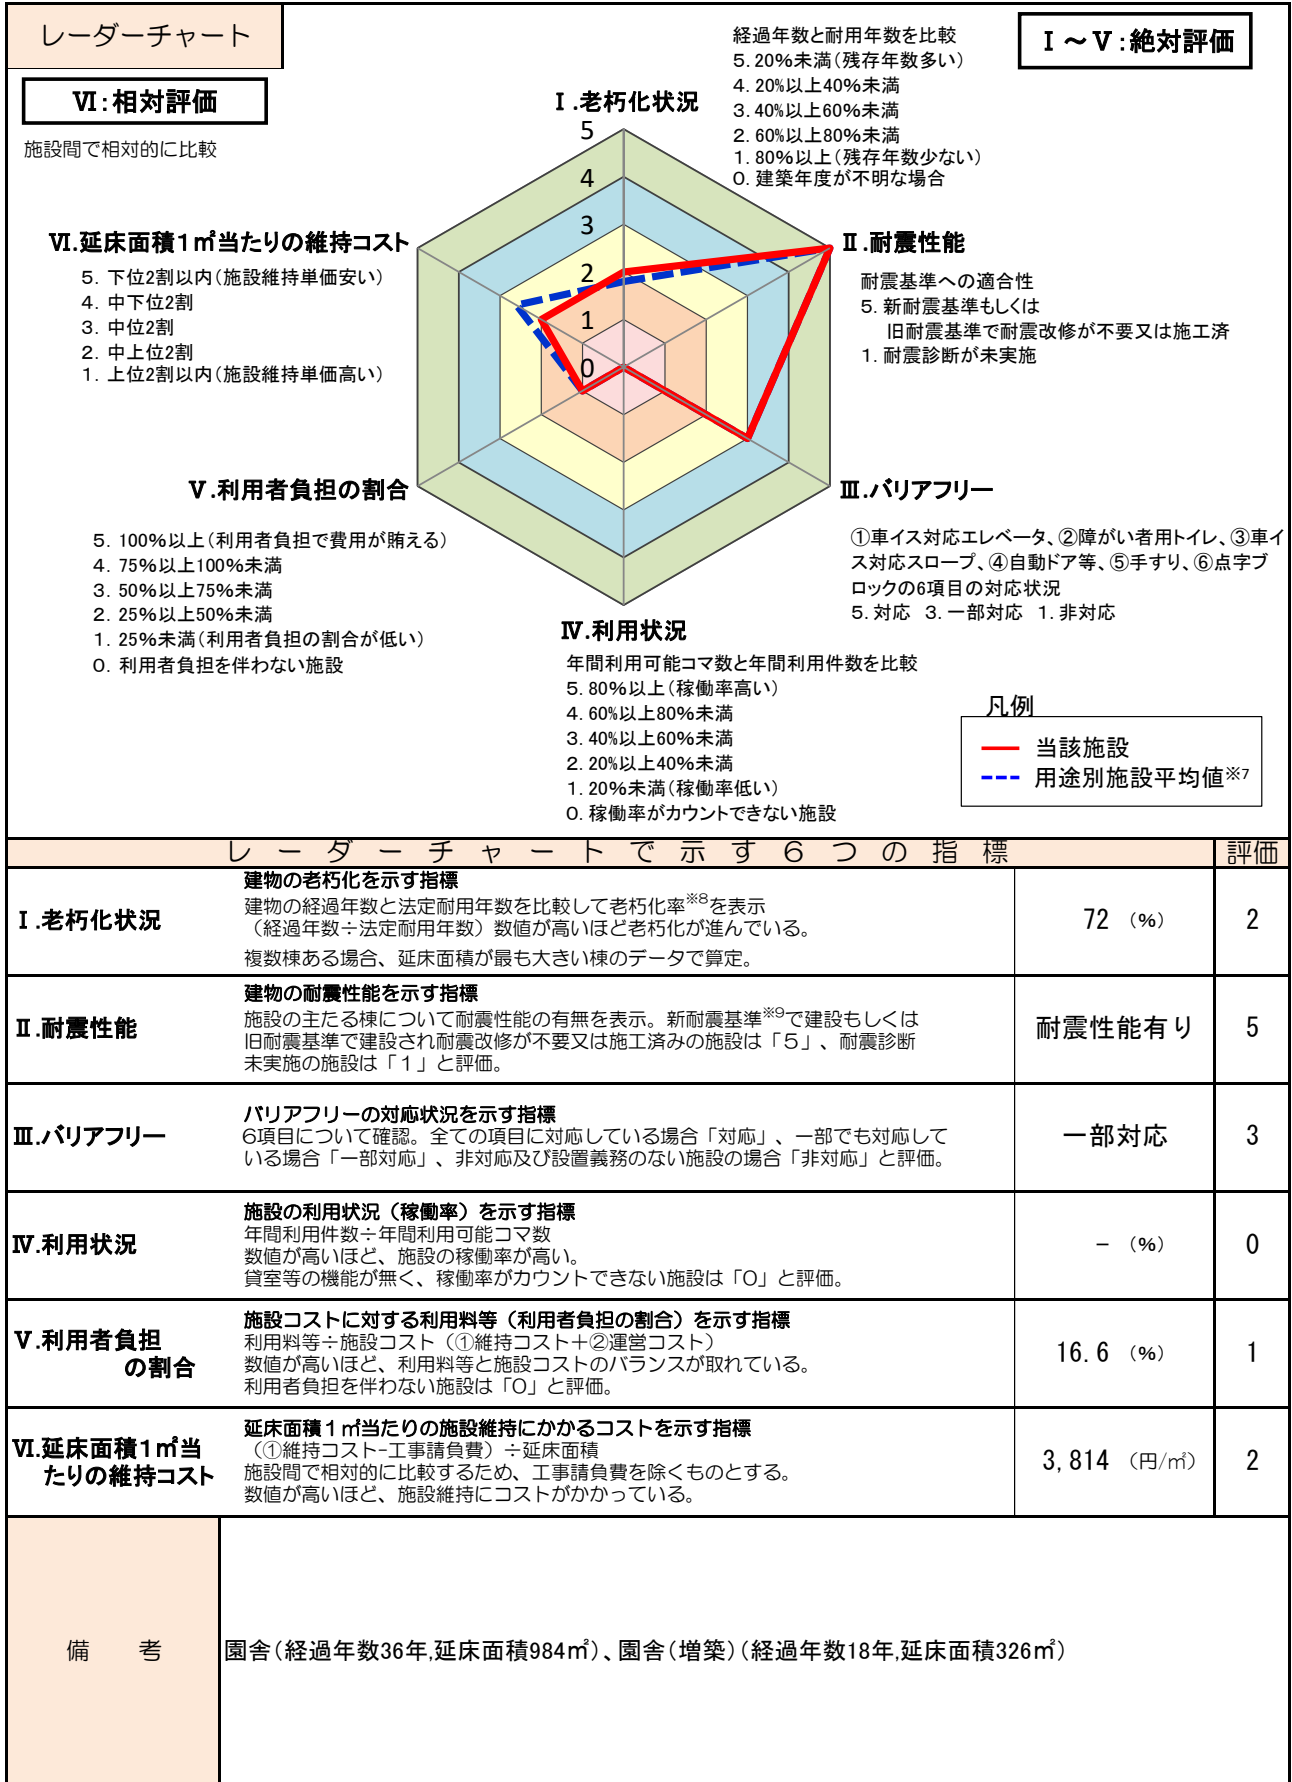 レーダーチャート
Ⅰ～Ⅴ:絶対評価
Ⅵ:相対評価
施設間で相対的に比較
経過年数と耐用年数を比較
5. 20%未満(残存年数多い)
4. 20%以上40%未満
3. 40%以上60%未満
2. 60%以上80%未満
1. 80%以上(残存年数少ない)
0. 建築年度が不明な場合
Ⅰ.老朽化状況
5
4
3
2
1
0
Ⅱ.耐震性能
耐震基準への適合性
5. 新耐震基準もしくは
旧耐震基準で耐震改修が不要又は施工済
1. 耐震診断が未実施
Ⅵ.延床面積1㎡当たりの維持コスト
5. 下位2割以内(施設維持単価安い)
4. 中下位2割
3. 中位2割
2. 中上位2割
1. 上位2割以内(施設維持単価高い)
Ⅴ.利用者負担の割合
5. 100%以上(利用者負担で費用が賄える)
4. 75%以上100%未満
3. 50%以上75%未満
2. 25%以上50%未満
1. 25%未満(利用者負担の割合が低い)
0. 利用者負担を伴わない施設
Ⅲ.バリアフリー
①車イス対応エレベータ、②障がい者用トイレ、③車イ
ス対応スロープ、④自動ドア等、⑤手すり、⑥点字ブ
ロックの6項目の対応状況
5. 対応 3. 一部対応 1. 非対応
Ⅳ.利用状況
年間利用可能コマ数と年間利用件数を比較
5. 80%以上(稼働率高い)
4. 60%以上80%未満
3. 40%以上60%未満
2. 20%以上40%未満
1. 20%未満(稼働率低い)
0. 稼働率がカウントできない施設
凡例
当該施設
用途別施設平均値※7
レーダーチャートで示す6つの指標 評価
Ⅰ.老朽化状況
建物の老朽化を示す指標
建物の経過年数と法定耐用年数を比較して老朽化率※8を表示
(経過年数÷法定耐用年数)数値が高いほど老朽化が進んでいる。
複数棟ある場合、延床面積が最も大きい棟のデータで算定。
72 (%) 2
Ⅱ.耐震性能
建物の耐震性能を示す指標
施設の主たる棟について耐震性能の有無を表示。新耐震基準※9で建設もしくは
旧耐震基準で建設され耐震改修が不要又は施工済みの施設は「5」、耐震診断
未実施の施設は「1」と評価。
耐震性能有り 5
Ⅲ.バリアフリー
バリアフリーの対応状況を示す指標
6項目について確認。全ての項目に対応している場合「対応」、一部でも対応して
いる場合「一部対応」、非対応及び設置義務のない施設の場合「非対応」と評価。
一部対応 3
Ⅳ.利用状況
施設の利用状況(稼働率)を示す指標
年間利用件数÷年間利用可能コマ数
数値が高いほど、施設の稼働率が高い。
貸室等の機能が無く、稼働率がカウントできない施設は「0」と評価。
- (%) 0
Ⅴ.利用者負担
の割合
施設コストに対する利用料等(利用者負担の割合)を示す指標
利用料等÷施設コスト(①維持コスト+②運営コスト)
数値が高いほど、利用料等と施設コストのバランスが取れている。
利用者負担を伴わない施設は「0」と評価。
16.6 (%) 1
Ⅵ.延床面積1㎡当
たりの維持コスト
延床面積1㎡当たりの施設維持にかかるコストを示す指標
(①維持コスト-工事請負費)÷延床面積
施設間で相対的に比較するため、工事請負費を除くものとする。
数値が高いほど、施設維持にコストがかかっている。
3,814 (円/㎡) 2
備 考
園舎(経過年数36年,延床面積984㎡)、園舎(増築)(経過年数18年,延床面積326㎡)